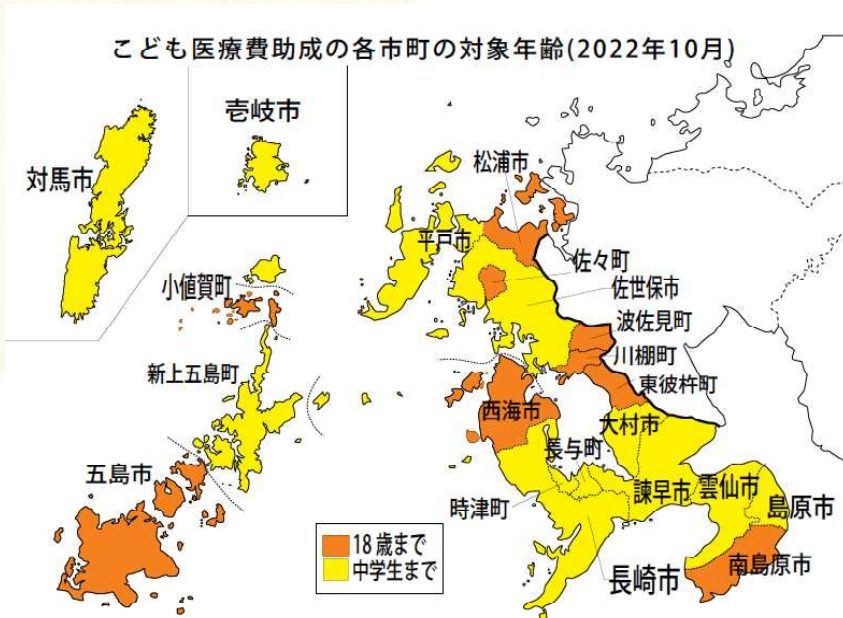 こども医療費助成の各市町の対象年齢(2022年10月)
壱岐市
対馬市
松浦市
平戸市
佐々町
小値賀町
佐世保市
波佐見町
川棚町
新上五島町
東彼杵町
西海市
大村市
長与町
五島市
諫早市
雲仙市
時津町
島原市
18歳まで
南島原市
中学生まで
長崎市